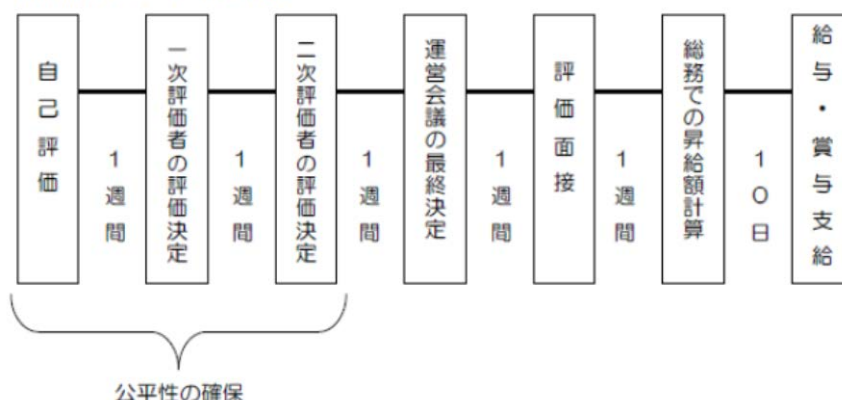 自己評価
1週間
一次評価者の評価決定
1週間
二次評価者の評価決定
1週間
運営会議の最終決定
1週間
評価面接
1週間
総務での昇給額計算
10日
給与・賞与支給
公平性の確保